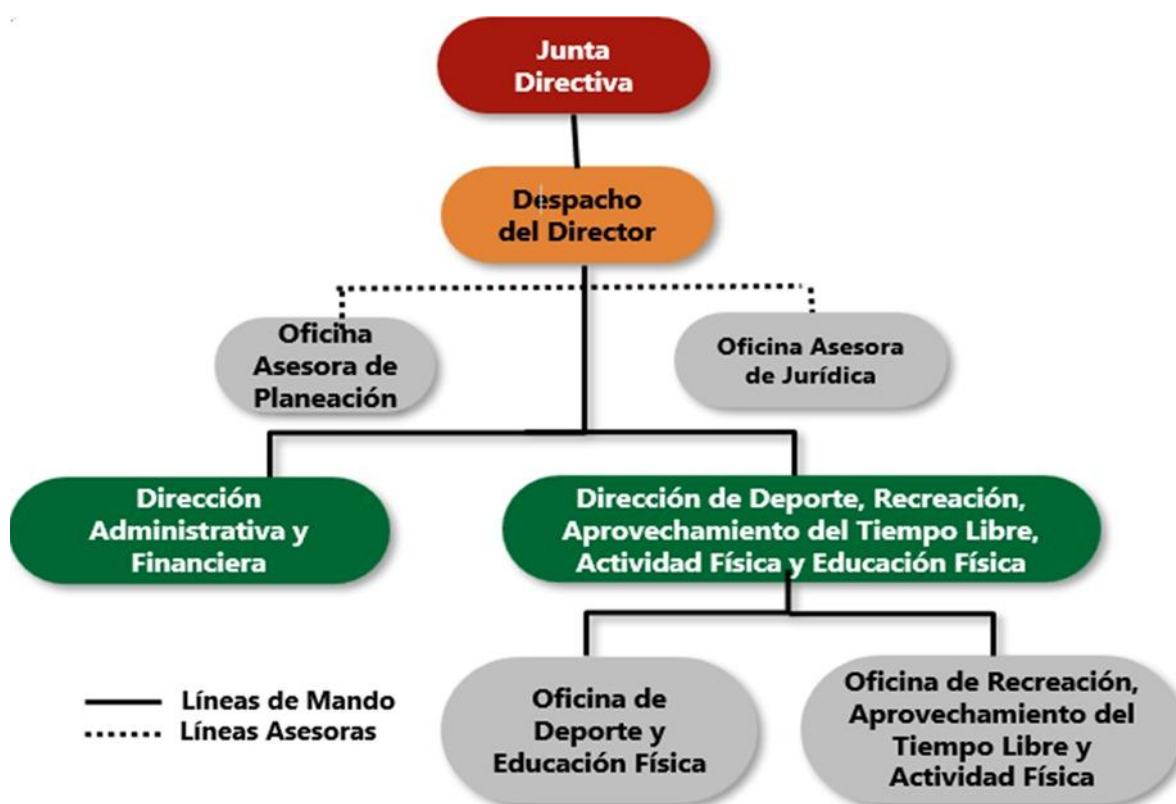 Junta
Directiva
Despacho
del Director
Oficina
Asesora de
Planeación
Oficina Asesora
de Jurídica
Dirección
Administrativa y
Financiera
Dirección de Deporte, Recreación,
Aprovechamiento del Tiempo Libre,
Actividad Física y Educación Física
Oficina de
Deporte y
Educación Física
Oficina de Recreación,
Aprovechamiento del
Tiempo Libre y
Actividad Física
Líneas de Mando
Líneas Asesoras